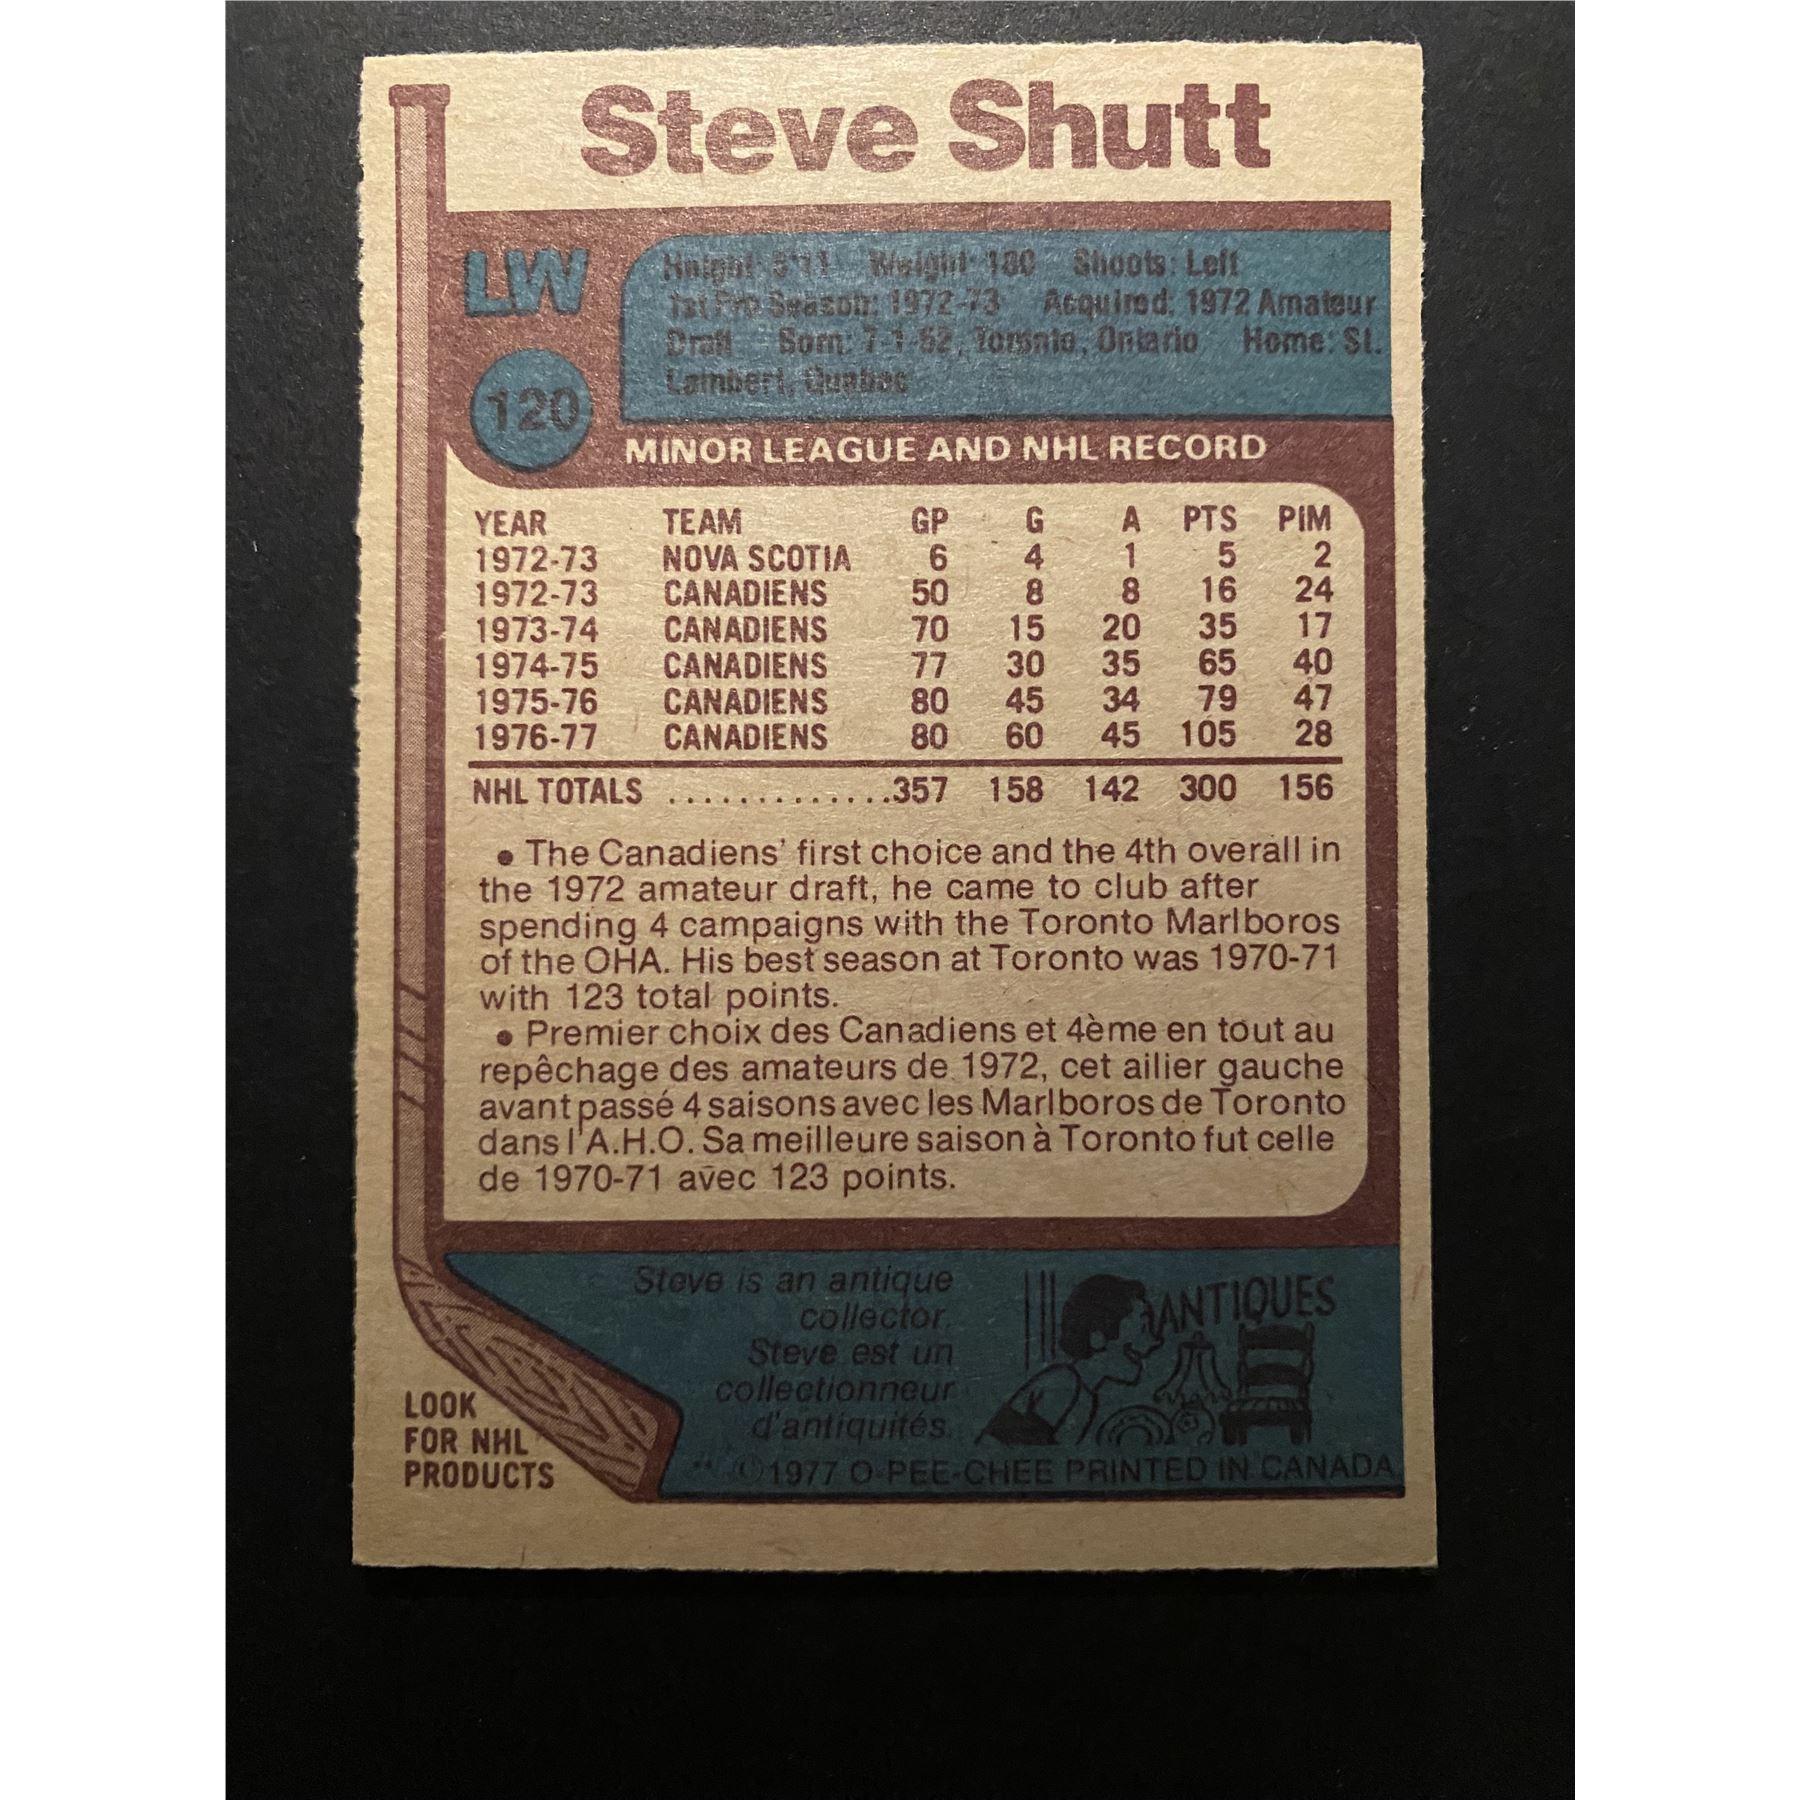 Steve Shutt
LW
120
Height: 5'11 Weight: 180 Shoots: Left
1st Pro Season: 1972-73 Acquired: 1972 Amateur
Draft Born: 7-1-52, Toronto, Ontario Home: St.
Lambert, Quebec
MINOR LEAGUE AND NHL RECORD
YEAR TEAM GP G A PTS PIM
1972-73 NOVA SCOTIA 6 4 1 5 2
1972-73 CANADIENS 50 8 8 16 24
1973-74 CANADIENS 70 15 20 35 17
1974-75 CANADIENS 77 30 35 65 40
1975-76 CANADIENS 80 45 34 79 47
1976-77 CANADIENS 80 60 45 105 28
NHL TOTALS ..............357 158 142 300 156
• The Canadiens' first choice and the 4th overall in
the 1972 amateur draft, he came to club after
spending 4 campaigns with the Toronto Marlboros
of the OHA. His best season at Toronto was 1970-71
with 123 total points.
• Premier choix des Canadiens et 4ème en tout au
repêchage des amateurs de 1972, cet ailier gauche
avant passé 4 saisons avec les Marlboros de Toronto
dans l'A.H.O. Sa meilleure saison à Toronto fut celle
de 1970-71 avec 123 points.
Steve is an antique
collector.
Steve est un
collectionneur
d'antiquités.
ANTIQUES
LOOK
FOR NHL
PRODUCTS
** ©1977 O-PEE-CHEE PRINTED IN CANADA